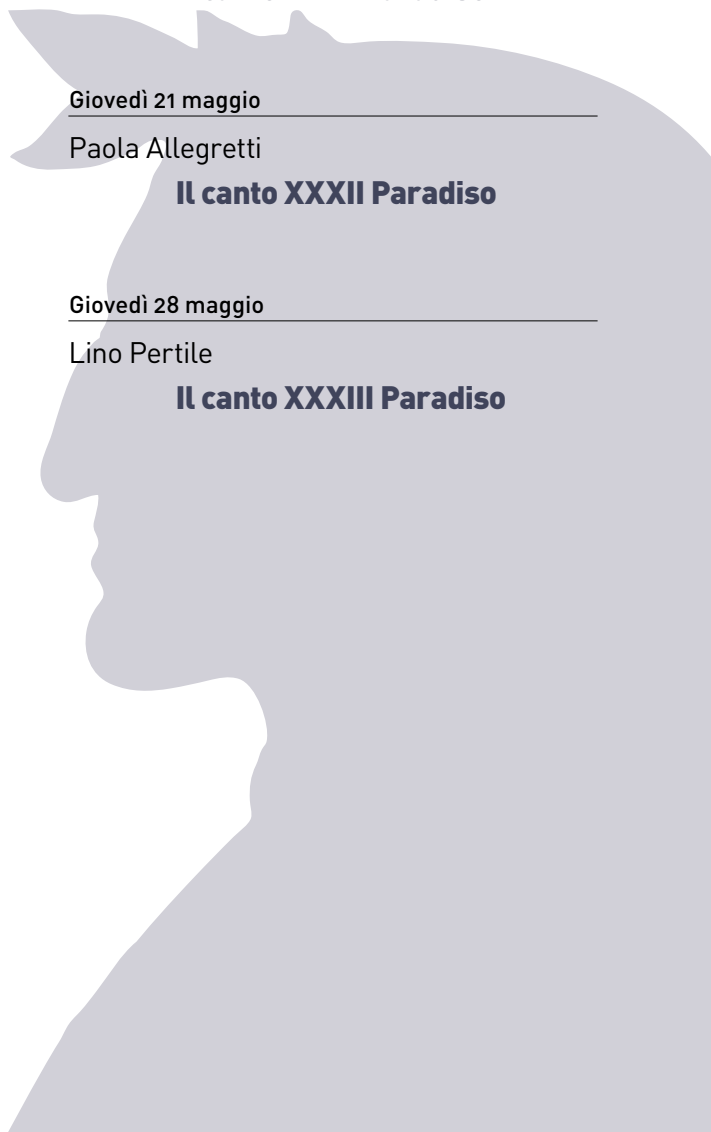 Giovedì 21 maggio
Paola Allegretti
Il canto XXXII Paradiso
Giovedì 28 maggio
Lino Pertile
Il canto XXXIII Paradiso